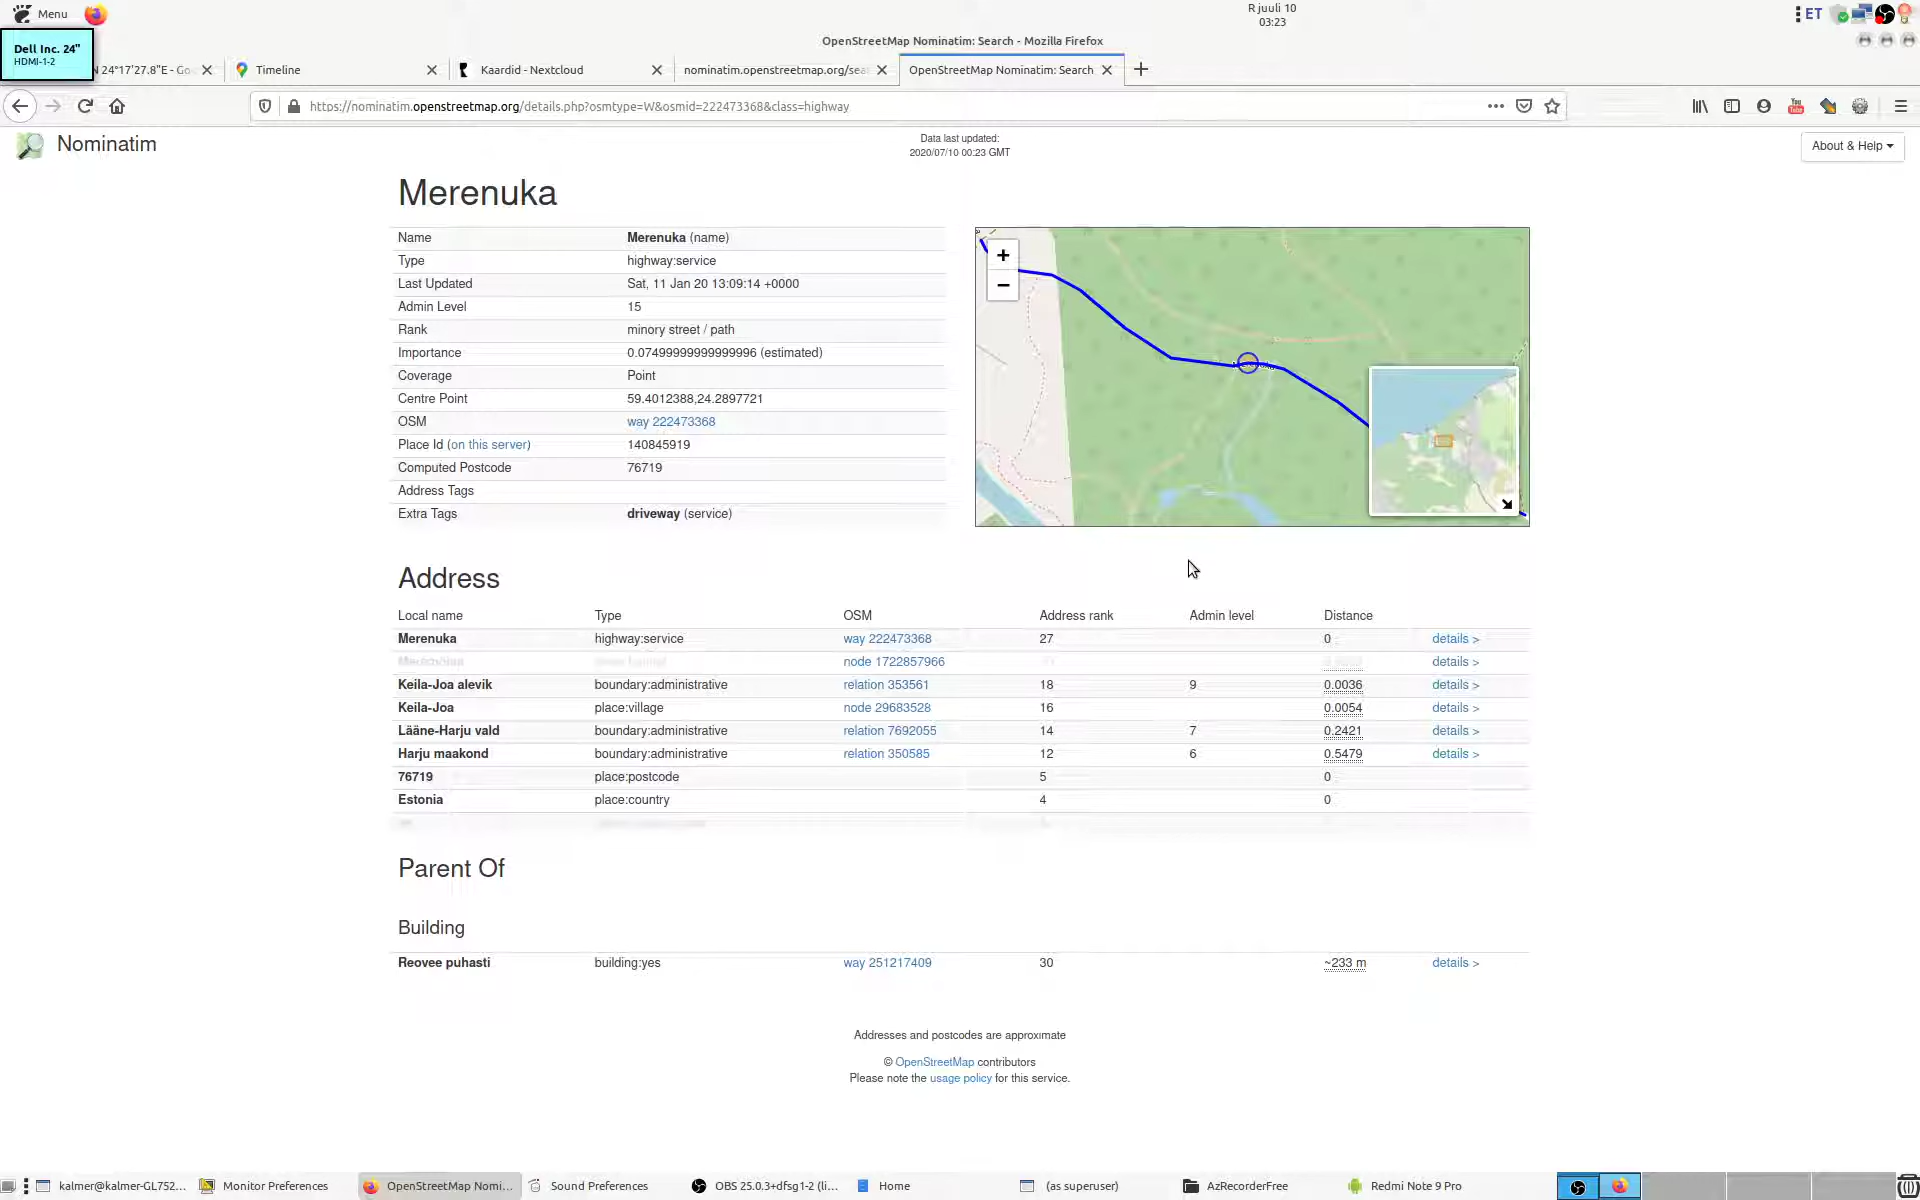 Menu
R juuli 10
03:23
ET
Dell Inc. 24"
HDMI-1-2
OpenStreetMap Nominatim: Search - Mozilla Firefox
N 24°17'27.8"E - Go
Timeline
Kaardid - Nextcloud
nominatim.openstreetmap.org/sea
OpenStreetMap Nominatim: Search
https://nominatim.openstreetmap.org/details.php?osmtype=W&osmid=222473368&class=highway
Nominatim
Data last updated:
2020/07/10 00:23 GMT
About & Help
Merenuka
Name Merenuka (name)
Type highway:service
Last Updated Sat, 11 Jan 20 13:09:14 +0000
Admin Level 15
Rank minory street / path
Importance 0.07499999999999996 (estimated)
Coverage Point
Centre Point 59.4012388,24.2897721
OSM way 222473368
Place Id (on this server) 140845919
Computed Postcode 76719
Address Tags
Extra Tags driveway (service)
+
−
Address
Local name Type OSM Address rank Admin level Distance
Merenuka highway:service way 222473368 27 0 details >
node 1722857966 details >
Keila-Joa alevik boundary:administrative relation 353561 18 9 0.0036 details >
Keila-Joa place:village node 29683528 16 0.0054 details >
Lääne-Harju vald boundary:administrative relation 7692055 14 7 0.2421 details >
Harju maakond boundary:administrative relation 350585 12 6 0.5479 details >
76719 place:postcode 5 0
Estonia place:country 4 0
Parent Of
Building
Reovee puhasti building:yes way 251217409 30 ~233 m details >
Addresses and postcodes are approximate
© OpenStreetMap contributors
Please note the usage policy for this service.
kalmer@kalmer-GL752...
Monitor Preferences
OpenStreetMap Nomi...
Sound Preferences
OBS 25.0.3+dfsg1-2 (li...
Home
(as superuser)
AzRecorderFree
Redmi Note 9 Pro